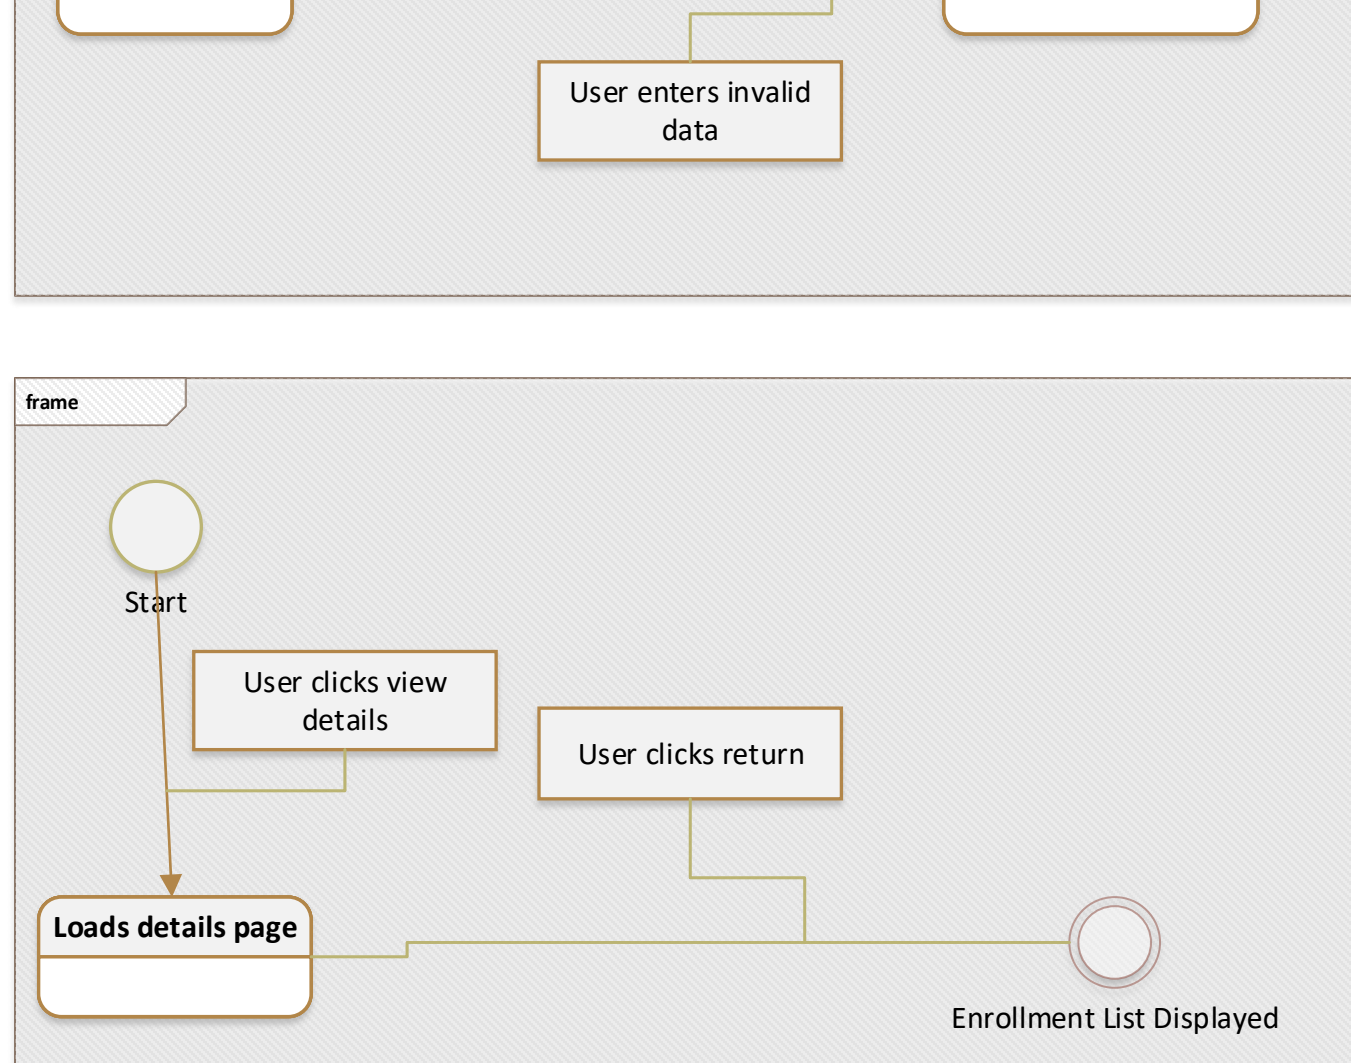 User enters invalid
data
frame
Start
User clicks view
details
User clicks return
Loads details page
Enrollment List Displayed